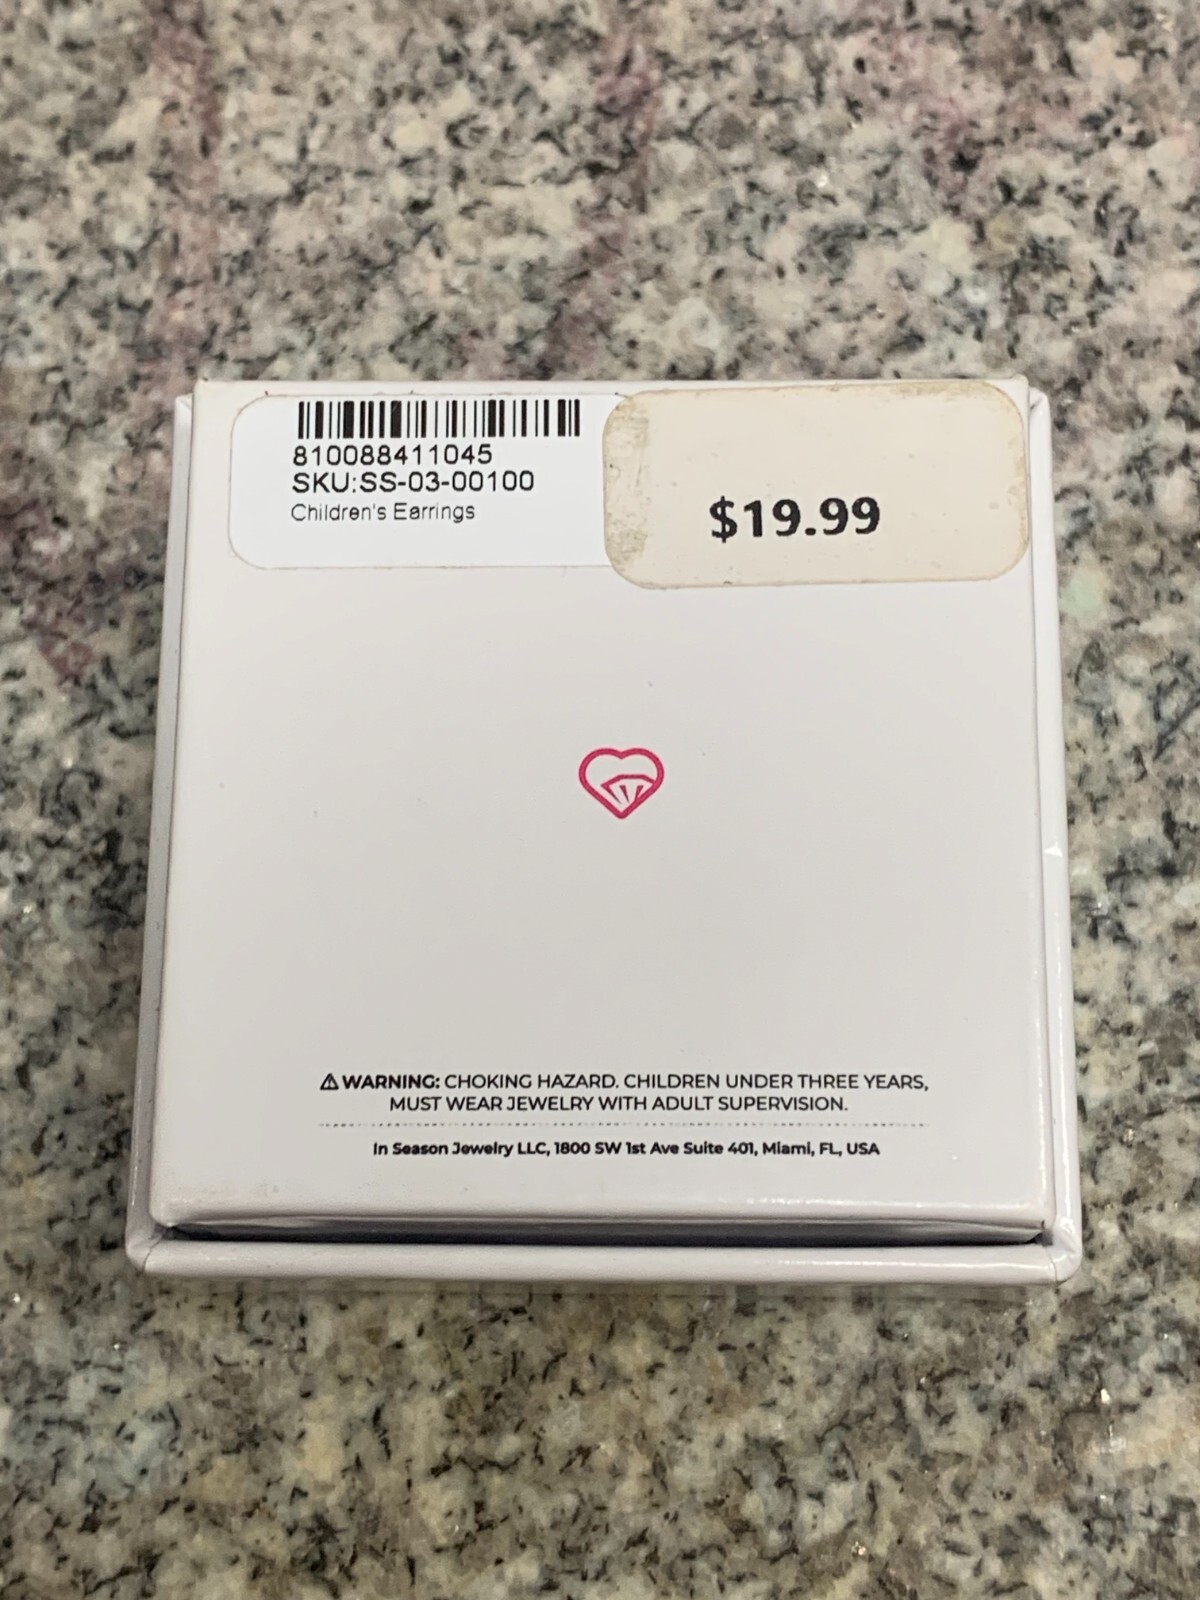 810088411045
SKU:SS-03-00100
Children's Earrings
$19.99
⚠ WARNING: CHOKING HAZARD. CHILDREN UNDER THREE YEARS,
MUST WEAR JEWELRY WITH ADULT SUPERVISION.
In Season Jewelry LLC, 1800 SW 1st Ave Suite 401, Miami, FL, USA